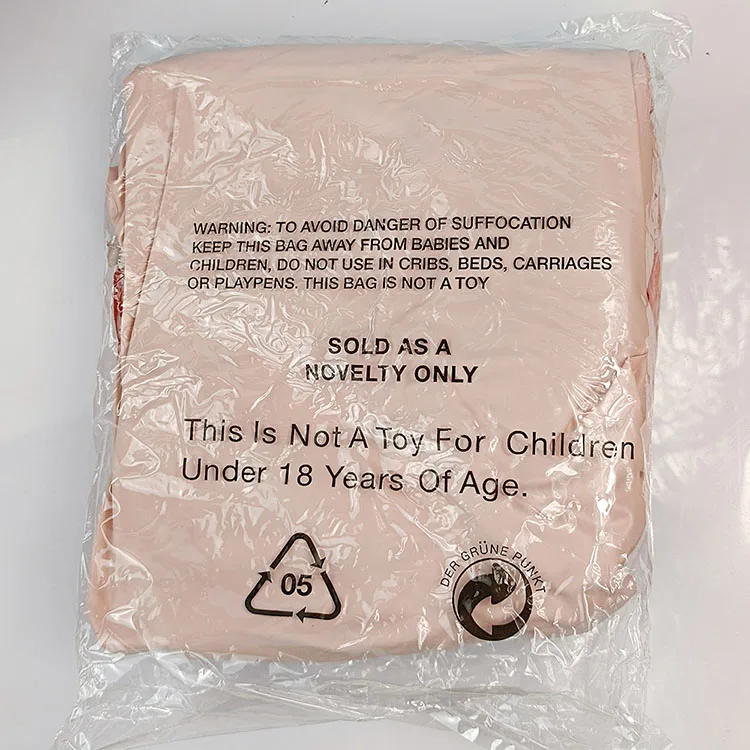 WARNING: TO AVOID DANGER OF SUFFOCATION
KEEP THIS BAG AWAY FROM BABIES AND
CHILDREN, DO NOT USE IN CRIBS, BEDS, CARRIAGES
OR PLAYPENS. THIS BAG IS NOT A TOY
SOLD AS A
NOVELTY ONLY
This Is Not A Toy For Children
Under 18 Years Of Age.
05
DER GRÜNE PUNKT